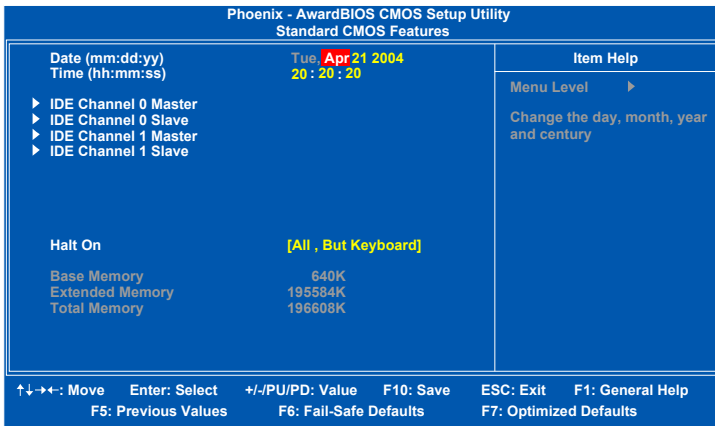 Phoenix - AwardBIOS CMOS Setup Utility
Standard CMOS Features
Date (mm:dd:yy) Tue, Apr 21 2004
Time (hh:mm:ss) 20 : 20 : 20
IDE Channel 0 Master
IDE Channel 0 Slave
IDE Channel 1 Master
IDE Channel 1 Slave
Halt On [All , But Keyboard]
Base Memory 640K
Extended Memory 195584K
Total Memory 196608K
Item Help
Menu Level
Change the day, month, year
and century
↑↓→←: Move Enter: Select +/-/PU/PD: Value F10: Save ESC: Exit F1: General Help
F5: Previous Values F6: Fail-Safe Defaults F7: Optimized Defaults